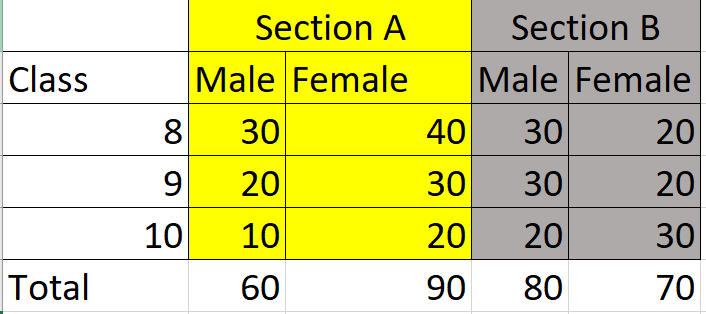 Section A Section B
Class Male Female Male Female
8 30 40 30 20
9 20 30 30 20
10 10 20 20 30
Total 60 90 80 70